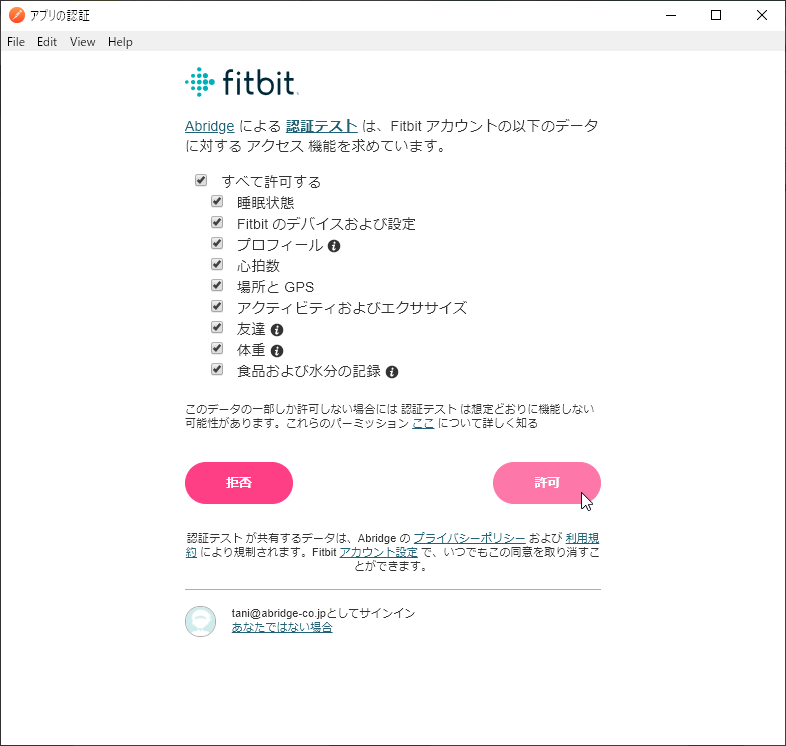 アプリの認証
File Edit View Help
fitbit
Abridge による 認証テスト は、Fitbit アカウントの以下のデータ
に対する アクセス 機能を求めています。
すべて許可する
睡眠状態
Fitbit のデバイスおよび設定
プロフィール
心拍数
場所と GPS
アクティビティおよびエクササイズ
友達
体重
食品および水分の記録
このデータの一部しか許可しない場合には 認証テスト は想定どおりに機能しない
可能性があります。これらのパーミッション ここ について詳しく知る
拒否
許可
認証テスト が共有するデータは、Abridge の プライバシーポリシー および 利用規
約 により規制されます。Fitbit アカウント設定 で、いつでもこの同意を取り消すこ
とができます。
tani@abridge-co.jpとしてサインイン
あなたではない場合